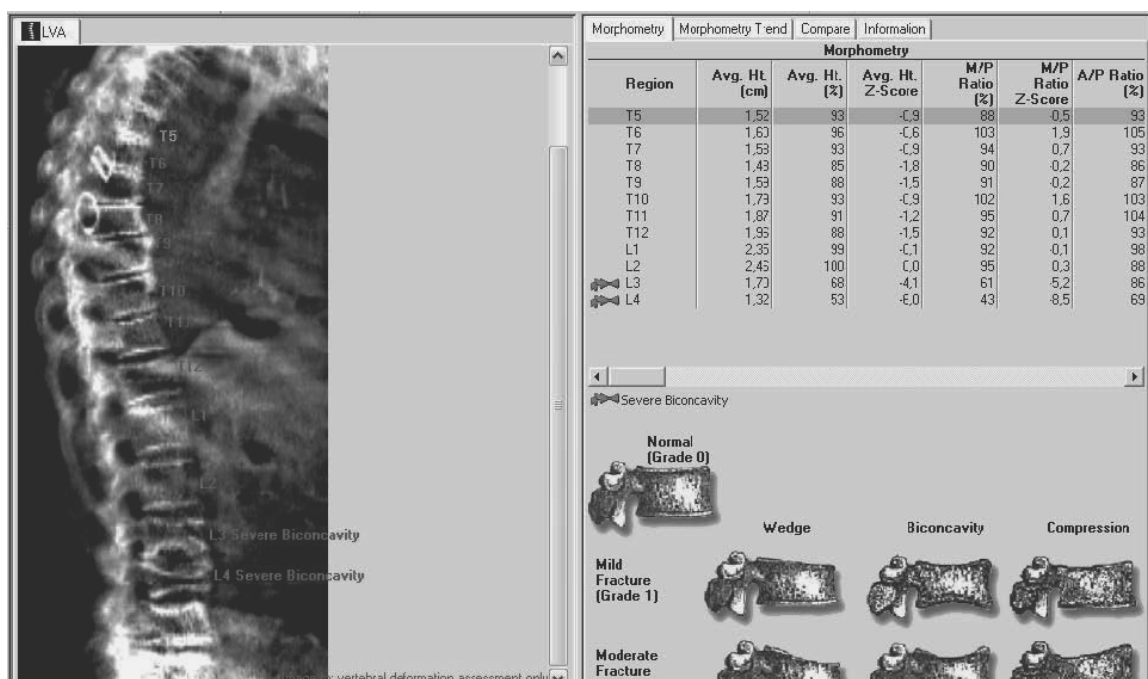 LVA
T5
T6
T7
T8
T9
T10
T11
T12
L1
L2
L3 Severe Biconcavity
L4 Severe Biconcavity
vertebral deformation assessment only
Morphometry Morphometry Trend Compare Information
Morphometry
Region Avg. Ht. (cm) Avg. Ht. (%) Avg. Ht. Z-Score M/P Ratio (%) M/P Ratio Z-Score A/P Ratio (%)
T5 1,52 93 -0,9 88 -0,5 93
T6 1,60 96 -0,6 103 1,9 105
T7 1,53 93 -0,9 94 0,7 93
T8 1,43 85 -1,8 90 -0,2 86
T9 1,53 88 -1,5 91 -0,2 87
T10 1,73 93 -0,9 102 1,6 103
T11 1,87 91 -1,2 95 0,7 104
T12 1,95 88 -1,5 92 0,1 93
L1 2,35 99 -0,1 92 -0,1 98
L2 2,45 100 0,0 95 0,3 88
L3 1,73 68 -4,1 61 -5,2 86
L4 1,32 53 -6,0 43 -8,5 69
Severe Biconcavity
Normal
(Grade 0)
Wedge Biconcavity Compression
Mild
Fracture
(Grade 1)
Moderate
Fracture